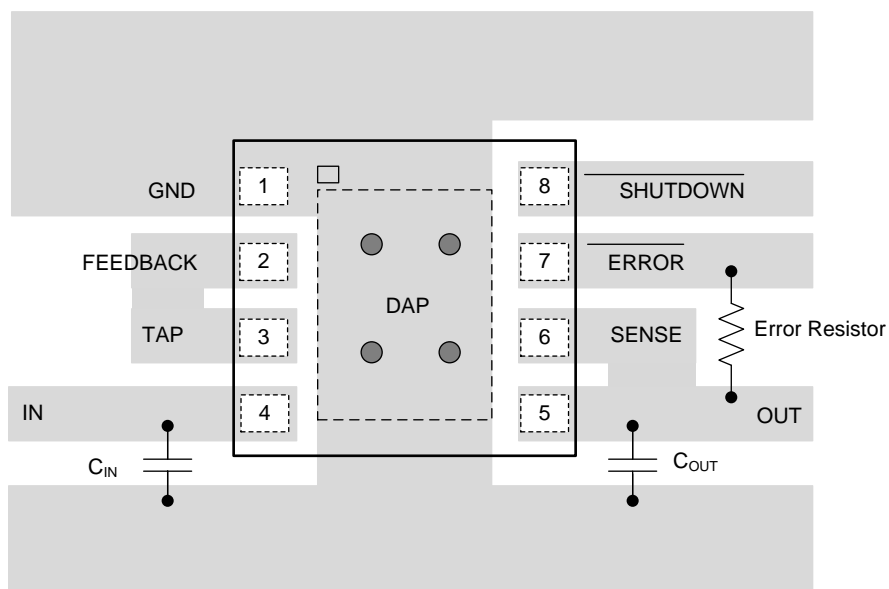 GND 1 8 SHUTDOWN
FEEDBACK 2 7 ERROR
DAP
TAP 3 6 SENSE Error Resistor
IN 4 5 OUT
CIN COUT